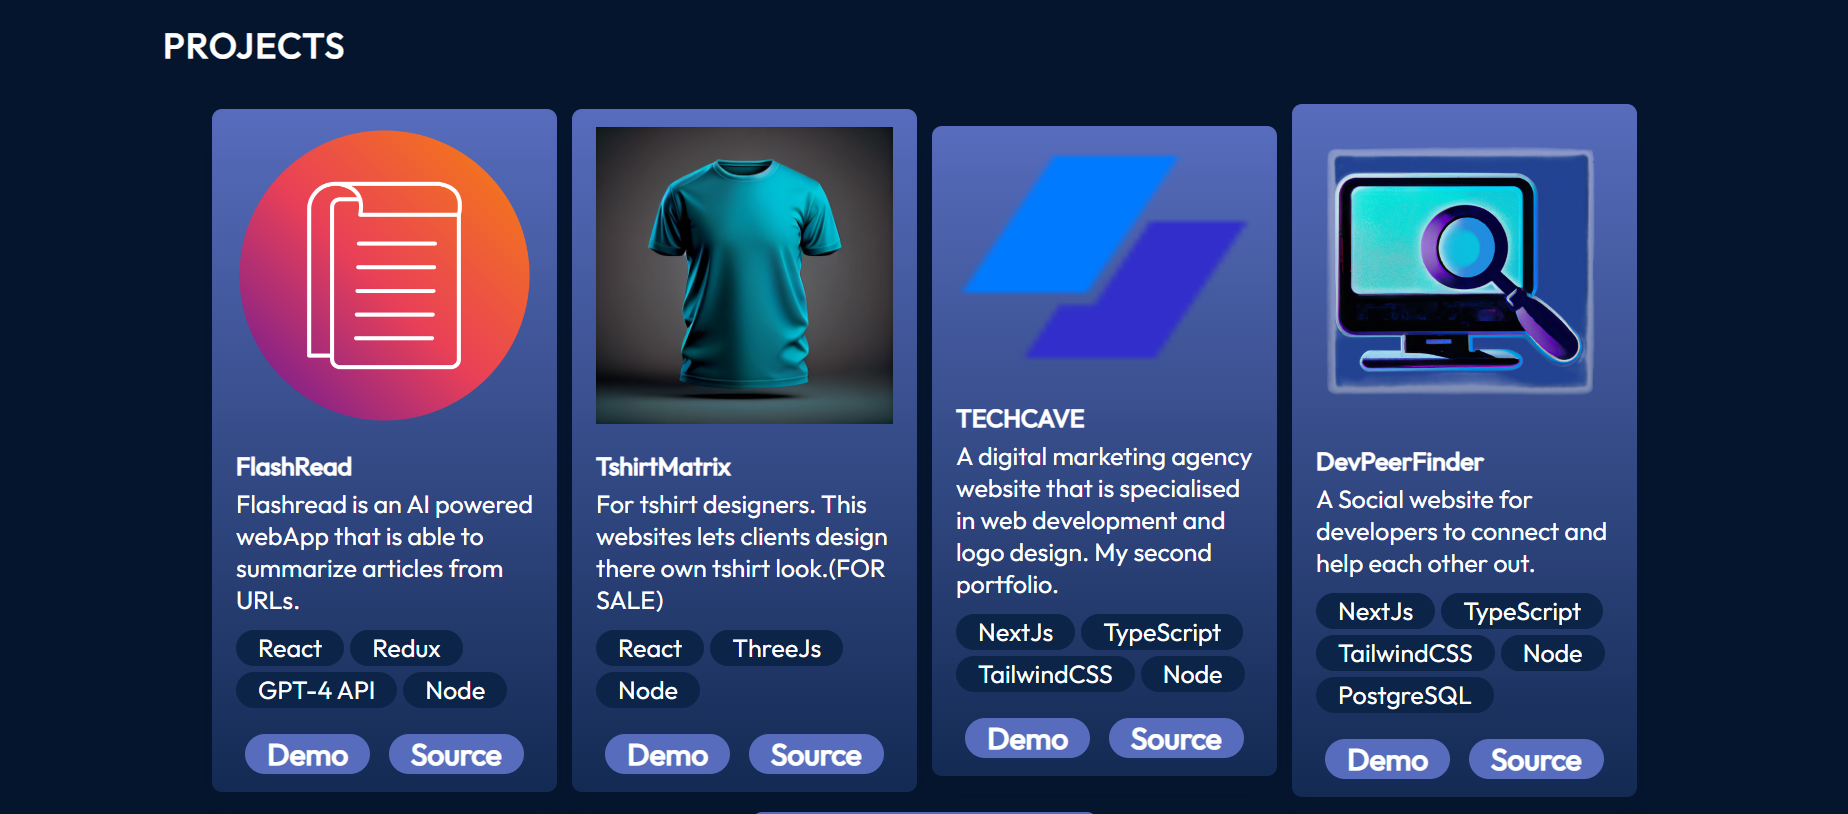 PROJECTS
FlashRead
Flashread is an AI powered
webApp that is able to
summarize articles from
URLs.
React Redux
GPT-4 API Node
Demo Source
TshirtMatrix
For tshirt designers. This
websites lets clients design
there own tshirt look.(FOR
SALE)
React ThreeJs
Node
Demo Source
TECHCAVE
A digital marketing agency
website that is specialised
in web development and
logo design. My second
portfolio.
NextJs TypeScript
TailwindCSS Node
Demo Source
DevPeerFinder
A Social website for
developers to connect and
help each other out.
NextJs TypeScript
TailwindCSS Node
PostgreSQL
Demo Source